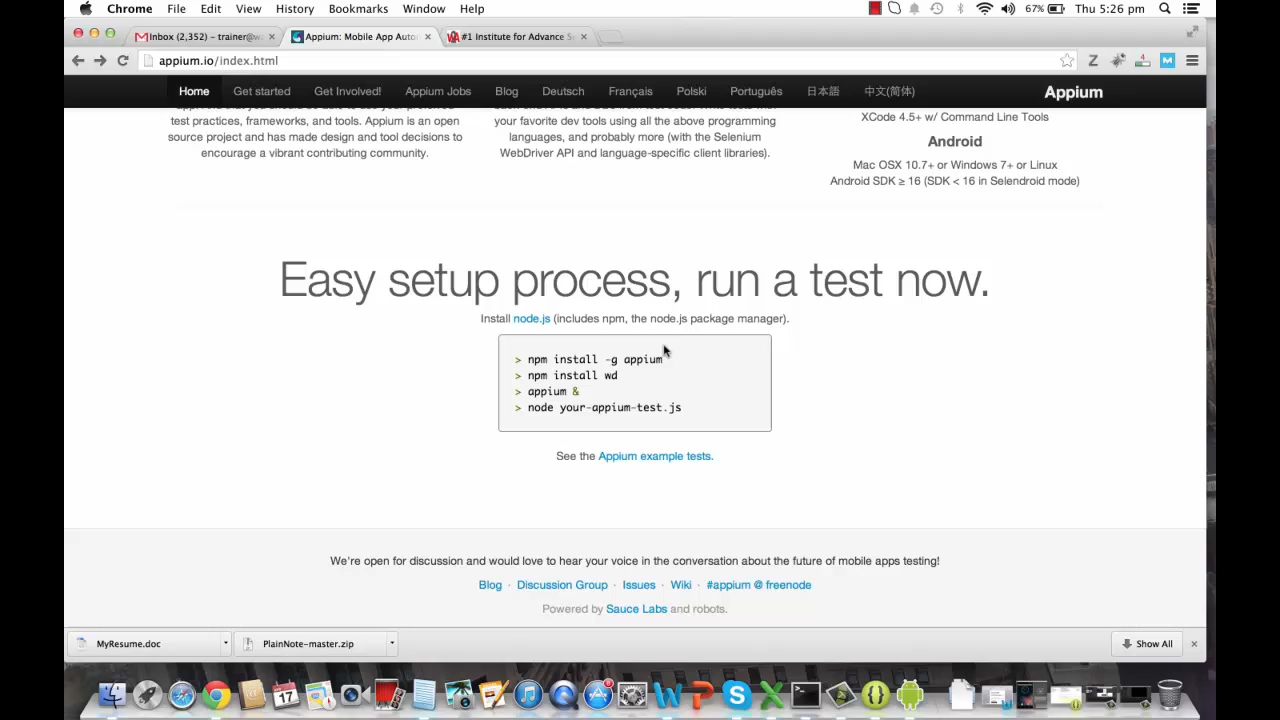 Chrome File Edit View History Bookmarks Window Help 67% Thu 5:26 pm
Inbox (2,352) - trainer@w
Appium: Mobile App Auto
#1 Institute for Advance S
appium.io/index.html
Z 4 M
Home Get started Get Involved! Appium Jobs Blog Deutsch Français Polski Português 日本語 中文(简体) Appium
test practices, frameworks, and tools. Appium is an open
source project and has made design and tool decisions to
encourage a vibrant contributing community.
your favorite dev tools using all the above programming
languages, and probably more (with the Selenium
WebDriver API and language-specific client libraries).
XCode 4.5+ w/ Command Line Tools
Android
Mac OSX 10.7+ or Windows 7+ or Linux
Android SDK ≥ 16 (SDK < 16 in Selendroid mode)
Easy setup process, run a test now.
Install node.js (includes npm, the node.js package manager).
> npm install -g appium
> npm install wd
> appium &
> node your-appium-test.js
See the Appium example tests.
We're open for discussion and would love to hear your voice in the conversation about the future of mobile apps testing!
Blog · Discussion Group · Issues · Wiki · #appium @ freenode
Powered by Sauce Labs and robots.
MyResume.doc PlainNote-master.zip Show All
17